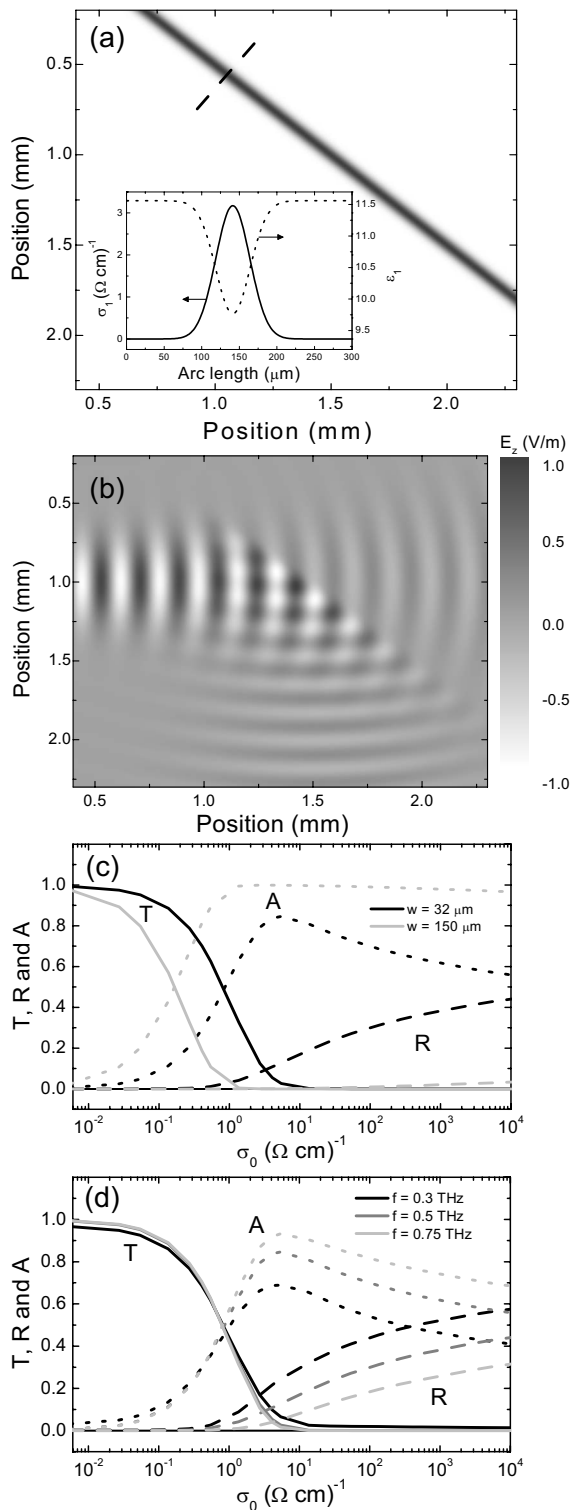 (a)
0.5
1.0
1.5
2.0
Position (mm)
3
2
1
0
σ₁ (Ω cm)⁻¹
11.5
11.0
10.5
10.0
9.5
ε₁
0 50 100 150 200 250 300
Arc length (μm)
0.5 1.0 1.5 2.0
Position (mm)
(b)
E_z (V/m)
1.0
0.5
0.0
-0.5
-1.0
0.5
1.0
1.5
2.0
Position (mm)
0.5 1.0 1.5 2.0
Position (mm)
(c)
1.0
0.8
0.6
0.4
0.2
0.0
T, R and A
T
A
R
w = 32 μm
w = 150 μm
10⁻² 10⁻¹ 10⁰ 10¹ 10² 10³ 10⁴
σ₀ (Ω cm)⁻¹
(d)
1.0
0.8
0.6
0.4
0.2
0.0
T, R and A
T
A
R
f = 0.3 THz
f = 0.5 THz
f = 0.75 THz
10⁻² 10⁻¹ 10⁰ 10¹ 10² 10³ 10⁴
σ₀ (Ω cm)⁻¹